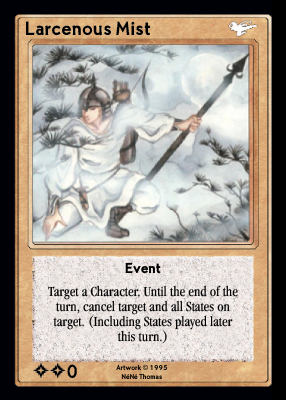 Larcenous Mist
Event
Target a Character. Until the end of the
turn, cancel target and all States on
target. (Including States played later
this turn.)
0
Artwork © 1995
NéNé Thomas